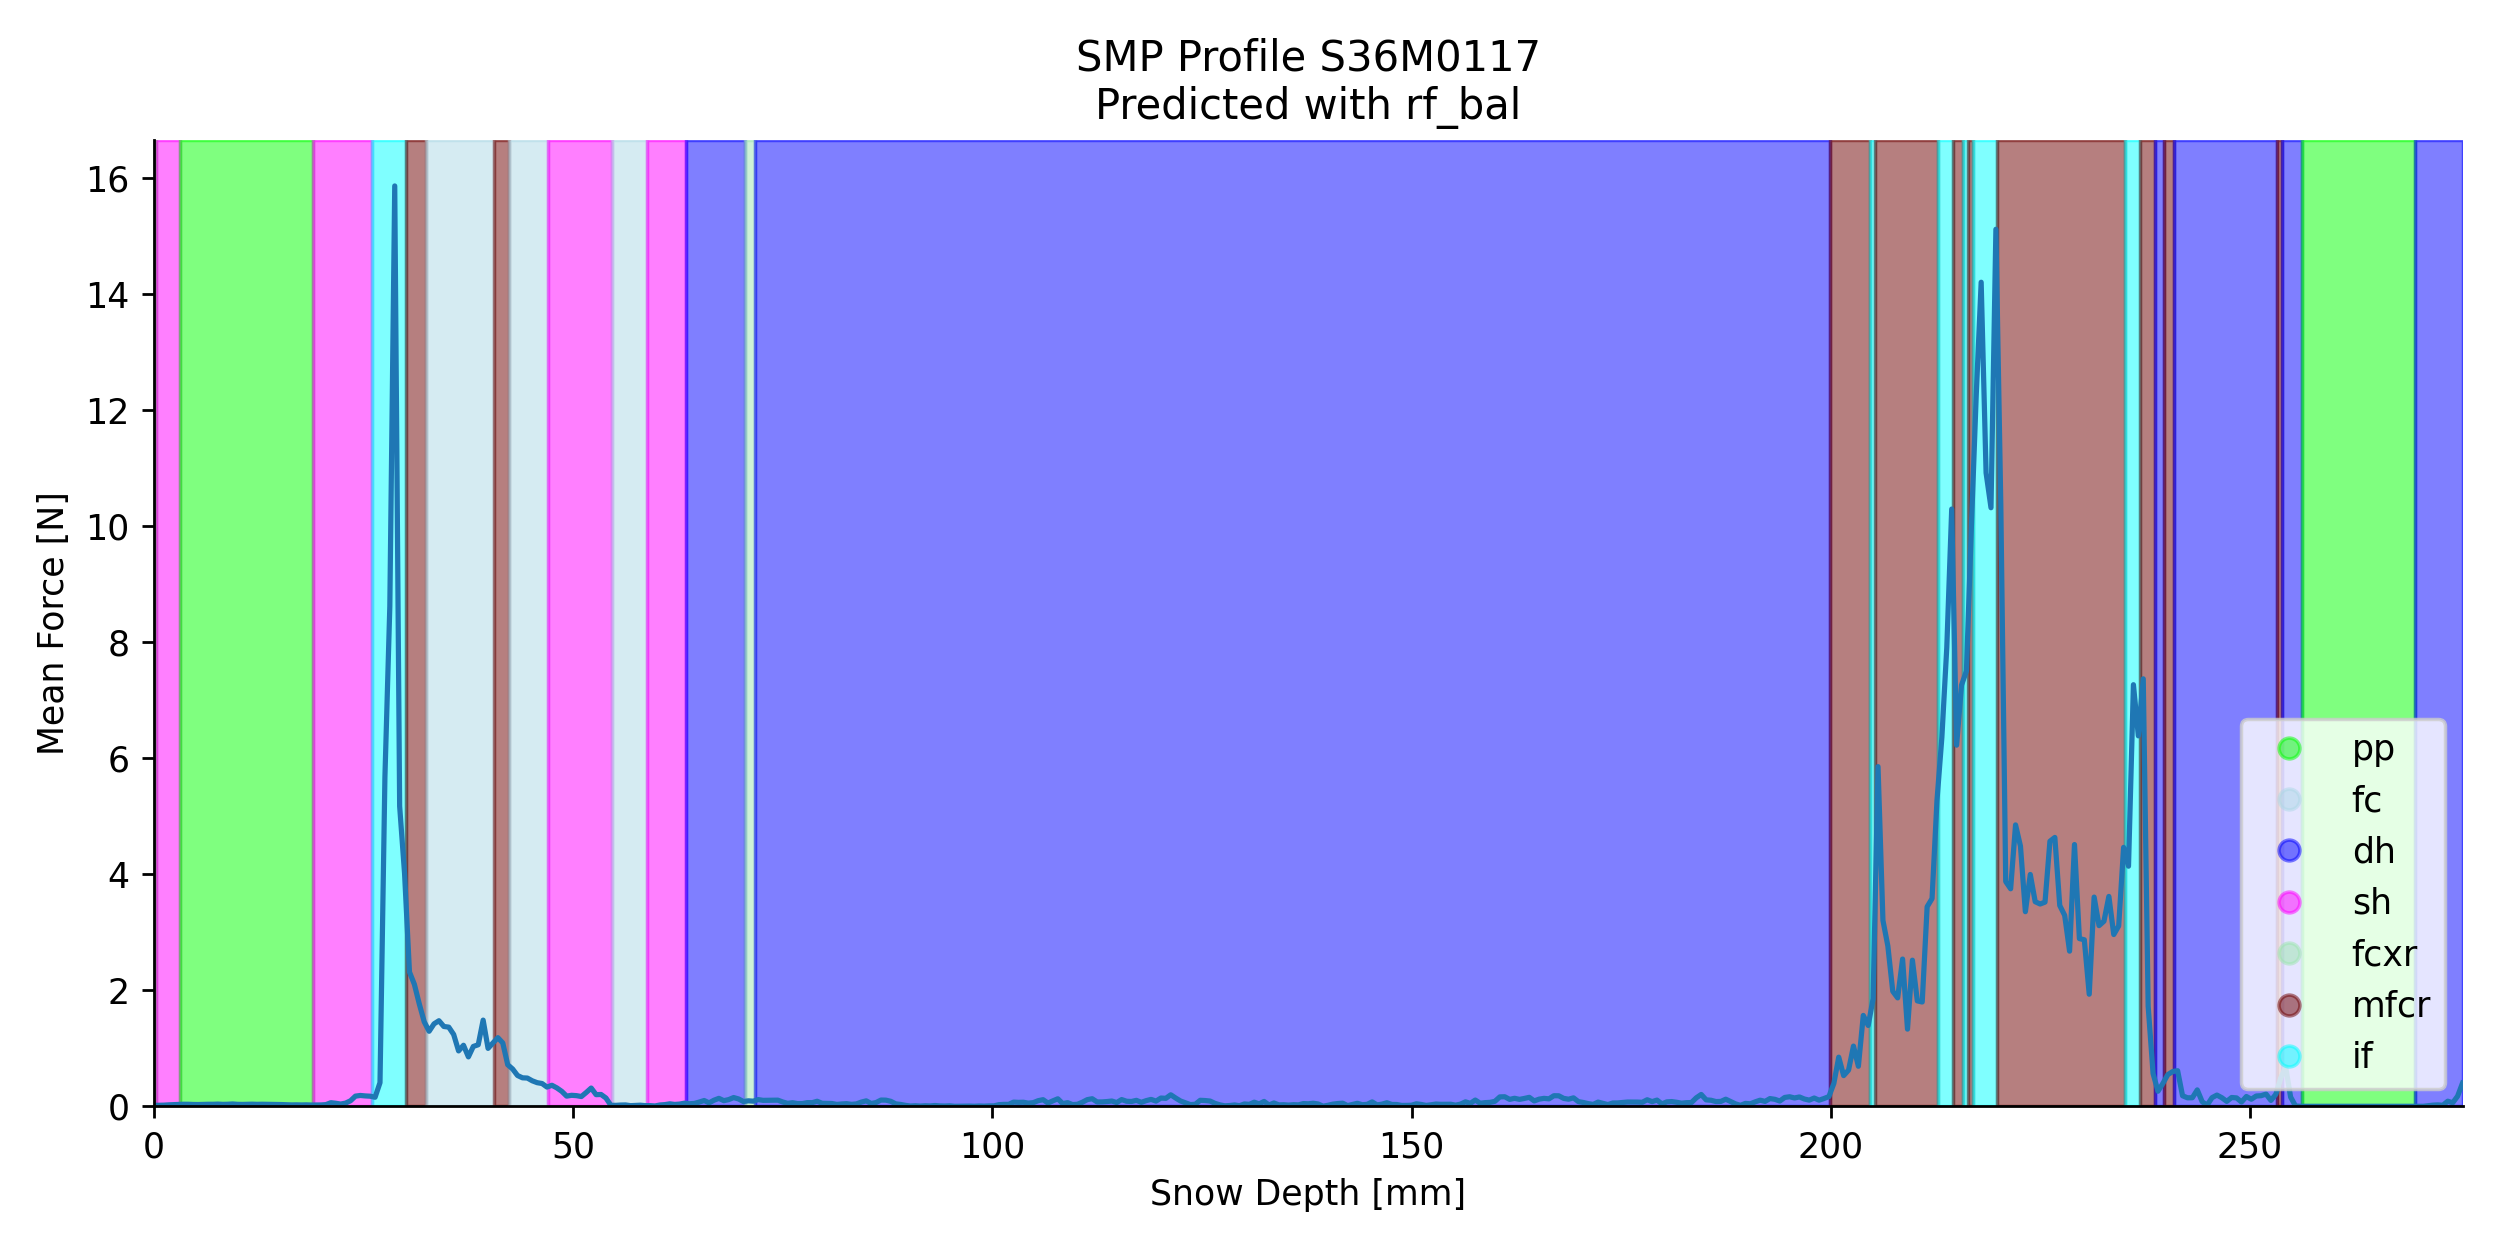 SMP Profile S36M0117
Predicted with rf_bal
Mean Force [N]
16
14
12
10
8
6
4
2
0
0 50 100 150 200 250
Snow Depth [mm]
pp
fc
dh
sh
fcxr
mfcr
if